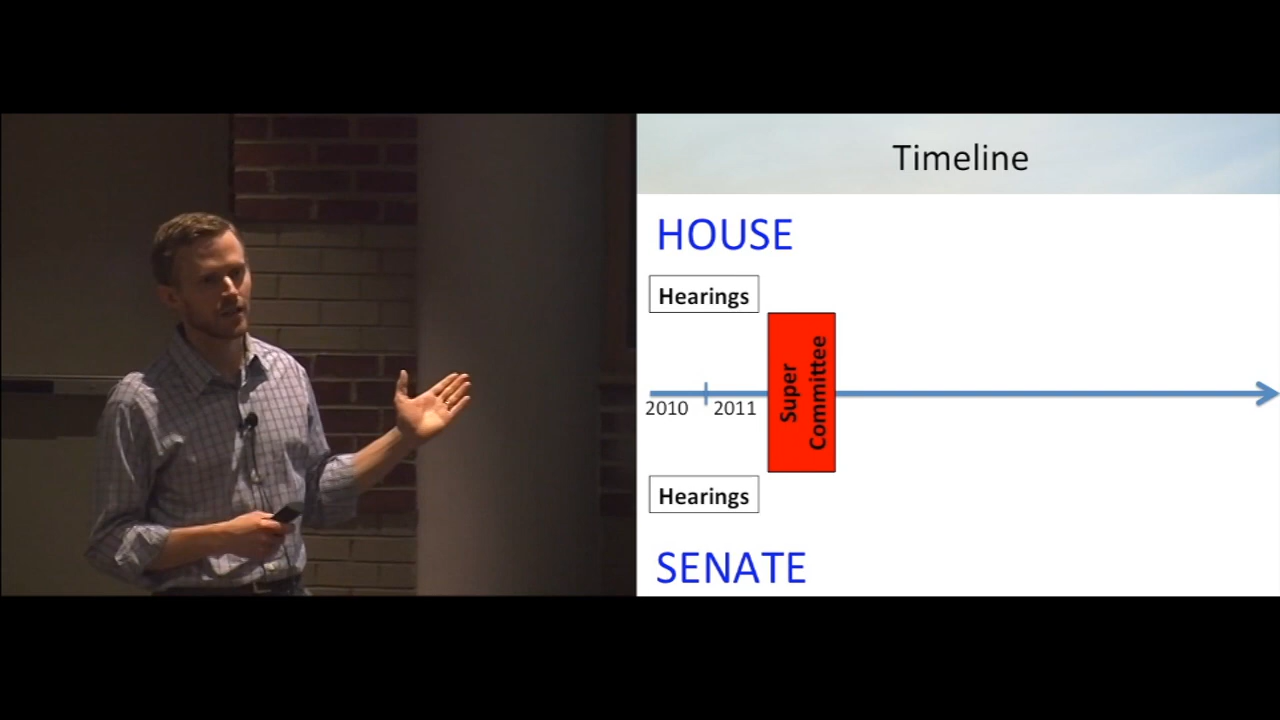 Timeline
HOUSE
Hearings
2010 2011
Super
Committee
Hearings
SENATE